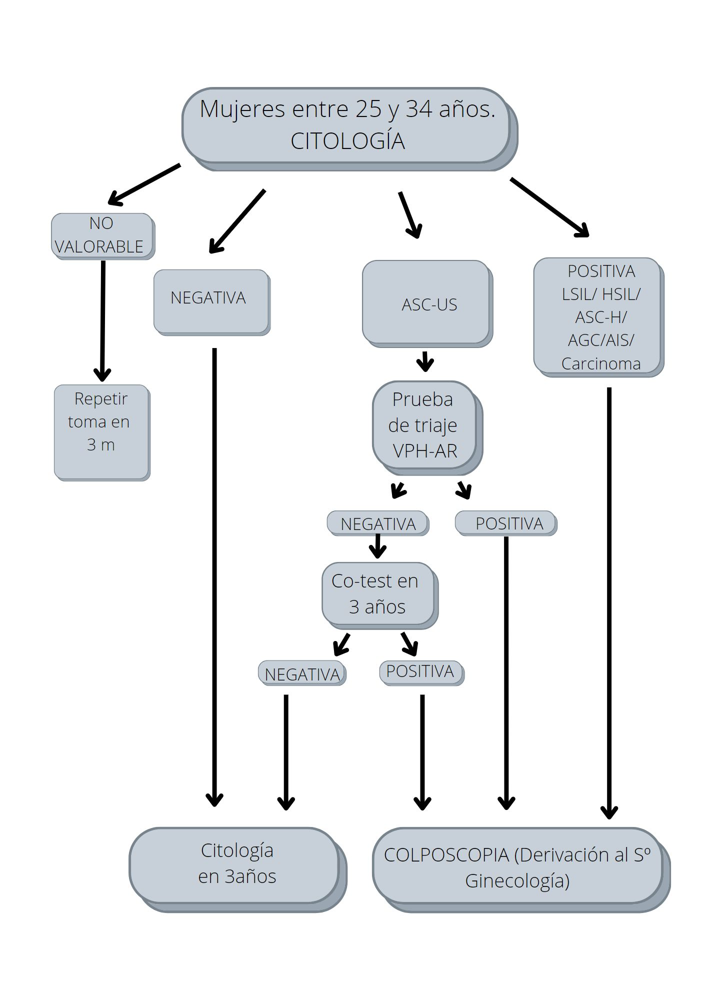 Mujeres entre 25 y 34 años.
CITOLOGÍA
NO
VALORABLE
NEGATIVA
ASC-US
POSITIVA
LSIL/ HSIL/
ASC-H/
AGC/AIS/
Carcinoma
Repetir
toma en
3 m
Prueba
de triaje
VPH-AR
NEGATIVA
POSITIVA
Co-test en
3 años
NEGATIVA
POSITIVA
Citología
en 3años
COLPOSCOPIA (Derivación al Sº
Ginecología)